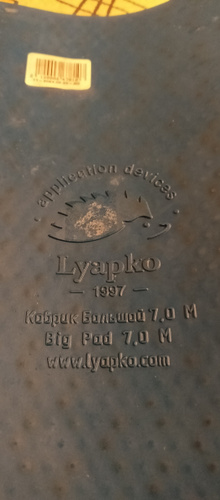 application devices
Lyapko
— 1997 —
Коврик Большой 7,0 М
Big Pad 7,0 M
www.lyapko.com